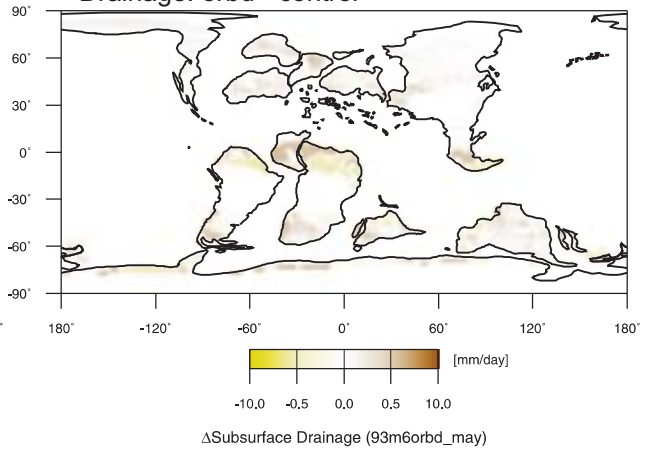 Drainage: orbd - control
90˚
60˚
30˚
0˚
-30˚
-60˚
-90˚
180˚ -120˚ -60˚ 0˚ 60˚ 120˚ 180˚
[mm/day]
-10.0 -0.5 0.0 0.5 10.0
ΔSubsurface Drainage (93m6orbd_may)